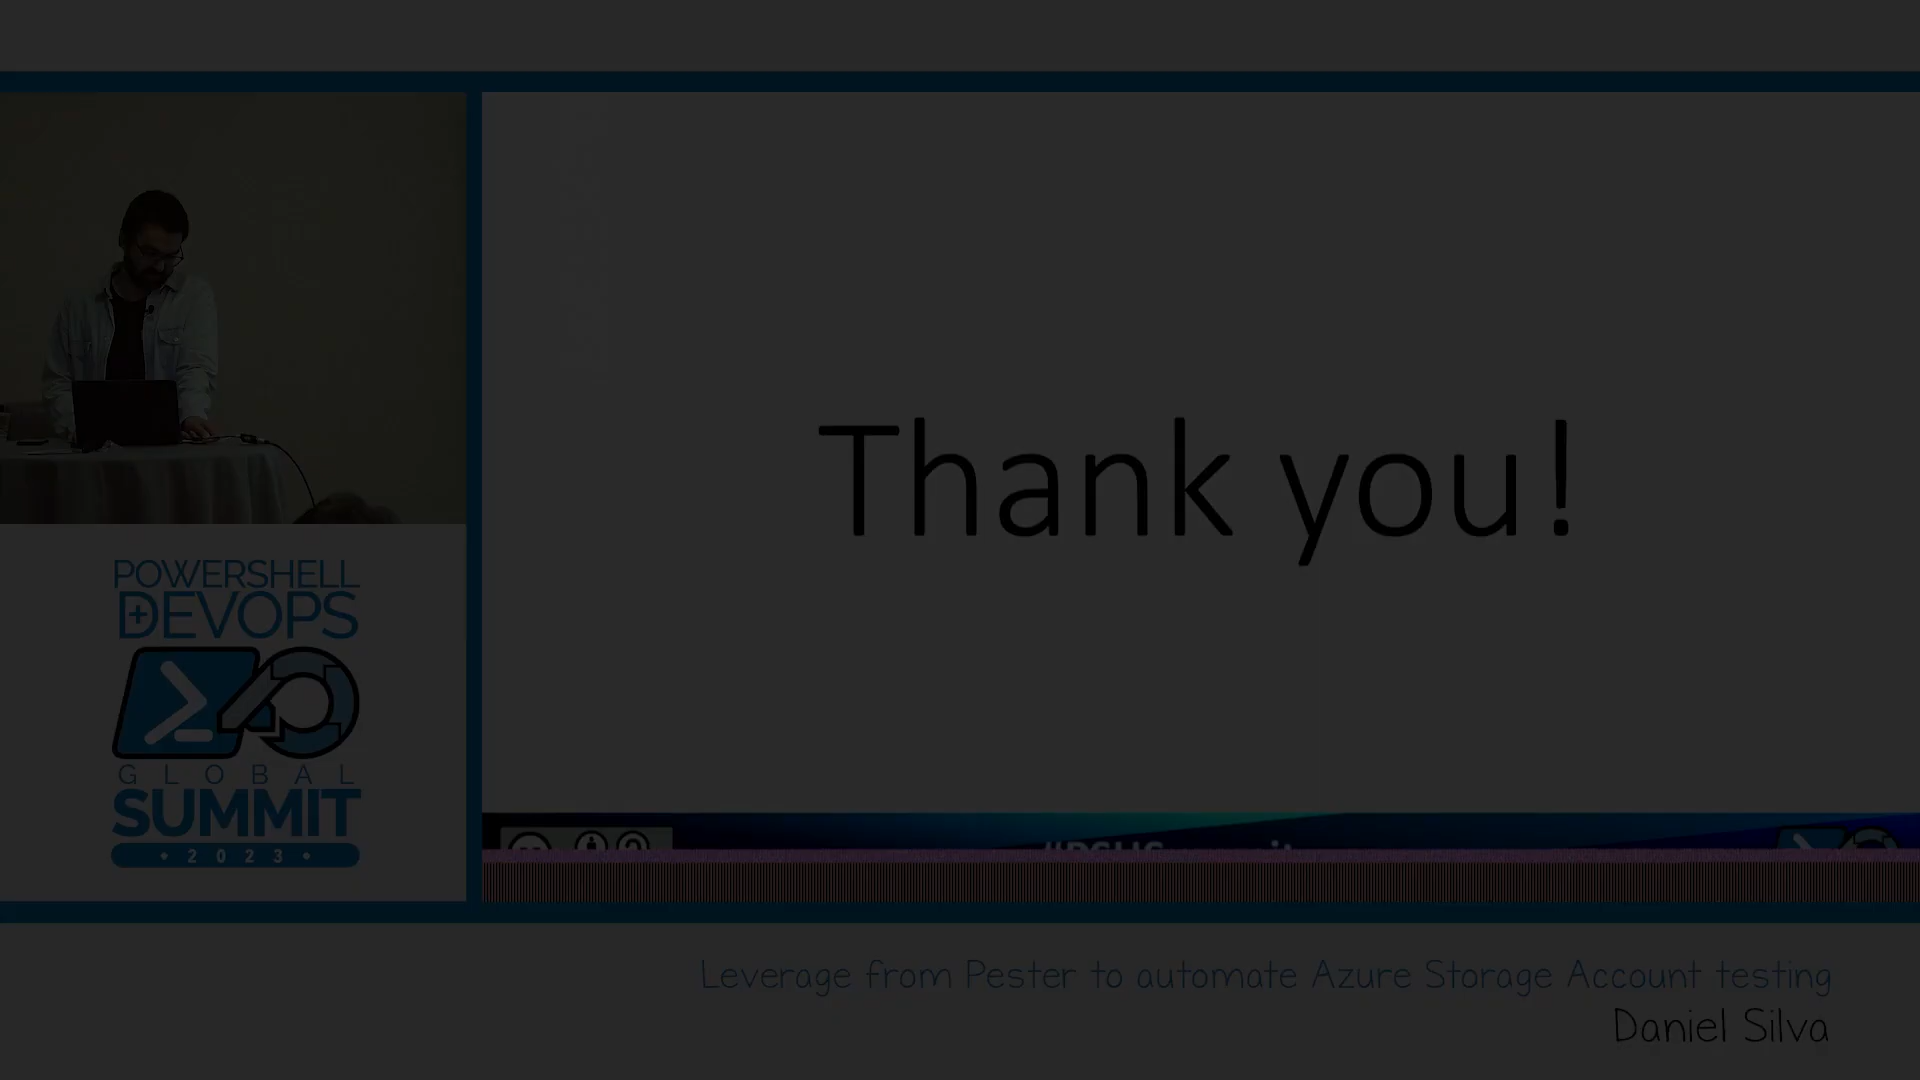 Thank you!
POWERSHELL
DEVOPS
GLOBAL
SUMMIT
2023
Leverage from Pester to automate Azure Storage Account testing
Daniel Silva